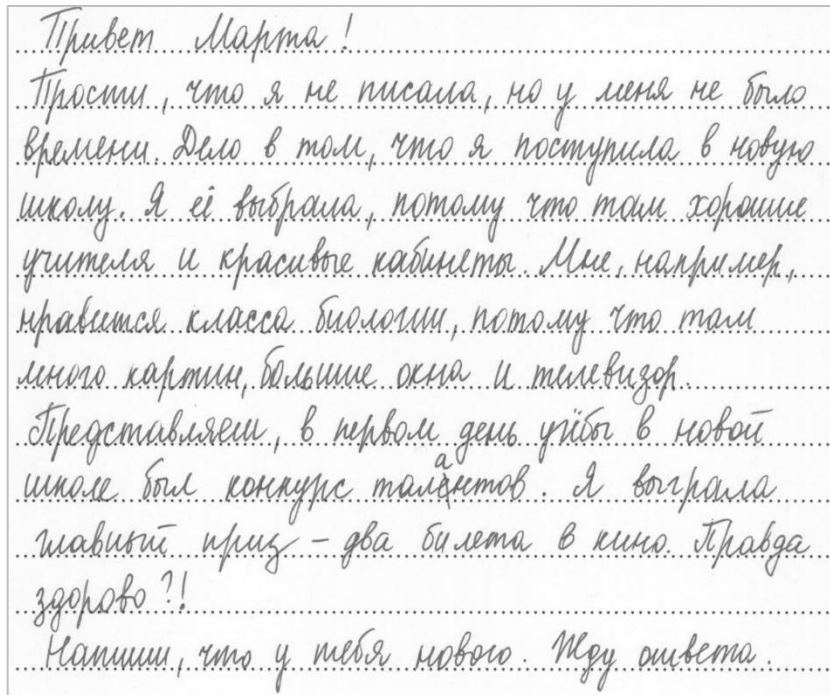 Привет Марта!
Прости, что я не писала, но у меня не было
времени. Дело в том, что я поступила в новую
школу. Я её выбрала, потому что там хорошие
учителя и красивые кабинеты. Мне, например,
нравится класса биологии, потому что там
много картин, большие окна и телевизор.
Представляеш, в первом день учёбы в новой
школе был конкурс талантов. Я выграла
главный приз – два билета в кино. Правда
здорово?!
Напиши, что у тебя нового. Жду ответа.